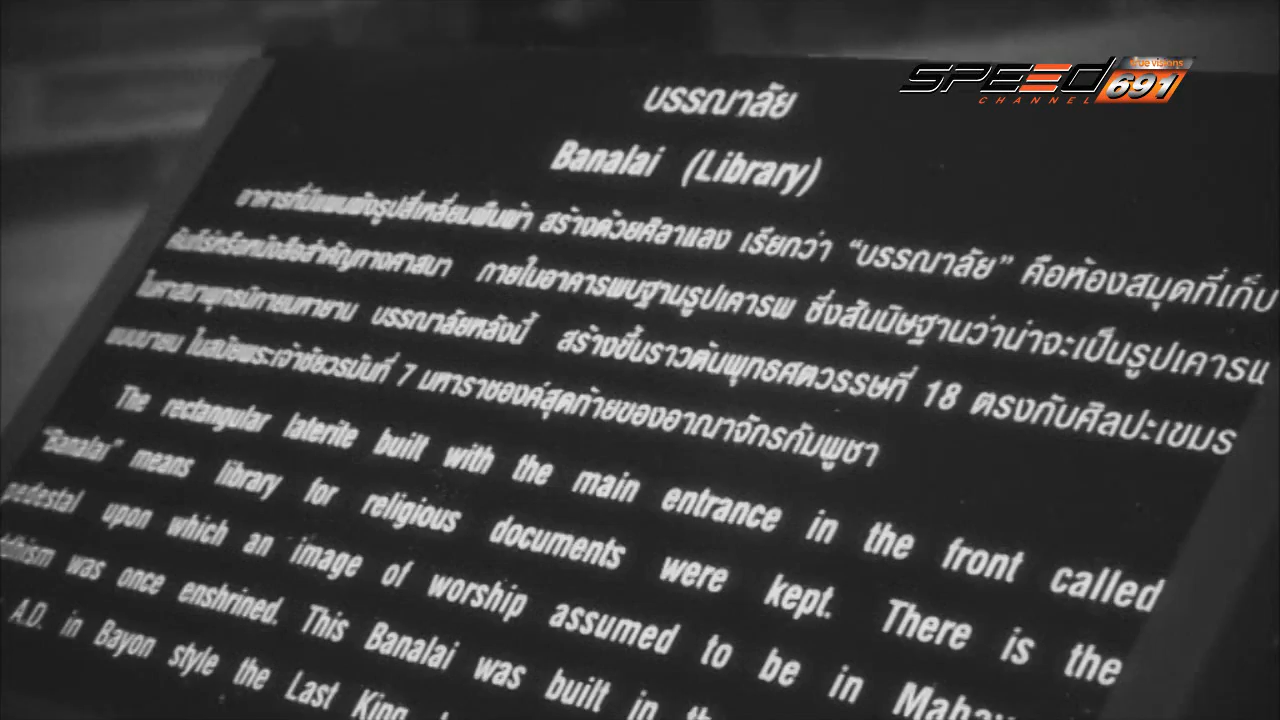 SPEED
CHANNEL
true visions
691
บรรณาลัย
Banalai (Library)
อาคารที่มีแผนผังรูปสี่เหลี่ยมผืนผ้า สร้างด้วยศิลาแลง เรียกว่า “บรรณาลัย” คือห้องสมุดที่เก็บ
คัมภีร์หรือหนังสือสำคัญทางศาสนา ภายในอาคารพบฐานรูปเคารพ ซึ่งสันนิษฐานว่าน่าจะเป็นรูปเคารพ
ในศาสนาพุทธนิกายมหายาน บรรณาลัยหลังนี้ สร้างขึ้นราวต้นพุทธศตวรรษที่ 18 ตรงกับศิลปะเขมร
แบบบายน ในสมัยพระเจ้าชัยวรมันที่ 7 มหาราชองค์สุดท้ายของอาณาจักรกัมพูชา
The rectangular laterite built with the main entrance in the front called
"Banalai" means library for religious documents were kept. There is the
pedestal upon which an image of worship assumed to be in
was once enshrined. This Banalai was built in
A.D. in Bayon style the Last King